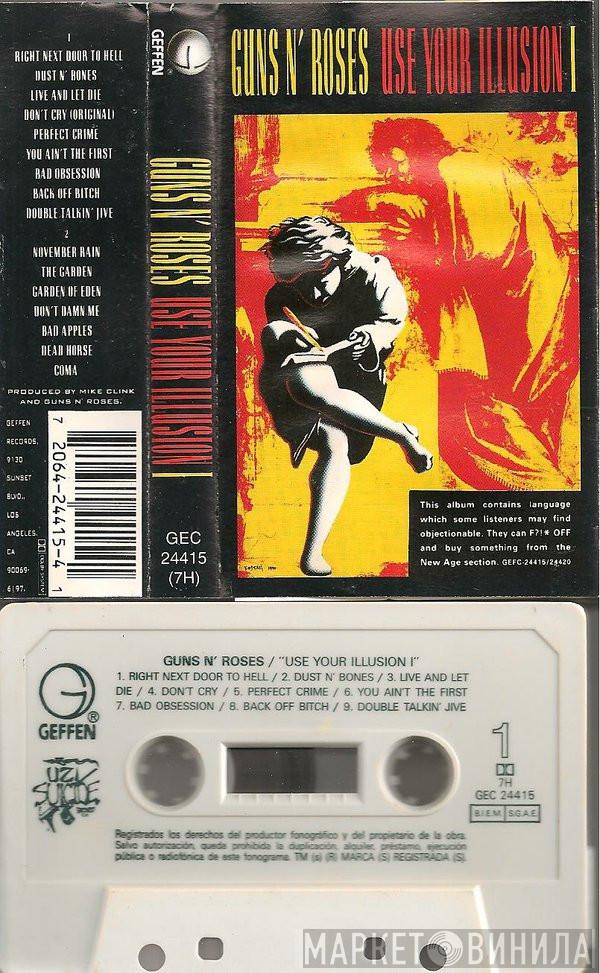 1
RIGHT NEXT DOOR TO HELL
DUST N' BONES
LIVE AND LET DIE
DON'T CRY (ORIGINAL)
PERFECT CRIME
YOU AIN'T THE FIRST
BAD OBSESSION
BACK OFF BITCH
DOUBLE TALKIN' JIVE
2
NOVEMBER RAIN
THE GARDEN
GARDEN OF EDEN
DON'T DAMN ME
BAD APPLES
DEAD HORSE
COMA
PRODUCED BY MIKE CLINK
AND GUNS N' ROSES.
GEFFEN
RECORDS,
9130
SUNSET
BLVD.,
LOS
ANGELES,
CA
90069-
6197.
7 2064-24415-4 1
GEFFEN
GUNS N' ROSES USE YOUR ILLUSION I
GEC
24415
(7H)
GUNS N' ROSES USE YOUR ILLUSION I
This album contains language
which some listeners may find
objectionable. They can F?!* OFF
and buy something from the
New Age section. GEFC-24415/24420
GUNS N' ROSES / "USE YOUR ILLUSION I"
1. RIGHT NEXT DOOR TO HELL / 2. DUST N' BONES / 3. LIVE AND LET
DIE / 4. DON'T CRY / 5. PERFECT CRIME / 6. YOU AIN'T THE FIRST
7. BAD OBSESSION / 8. BACK OFF BITCH / 9. DOUBLE TALKIN' JIVE
G®
GEFFEN
UZI
SUICIDE
1
7H
GEC 24415
B.I.E.M. S.G.A.E.
Registrados los derechos del productor fonográfico y del propietario de la obra.
Salvo autorización, queda prohibida la duplicación, alquiler, préstamo, ejecución
pública o radiofónica de este fonograma. TM (s) (R) MARCA (S) REGISTRADA (S).
МАРКЕТ ВИНИЛА